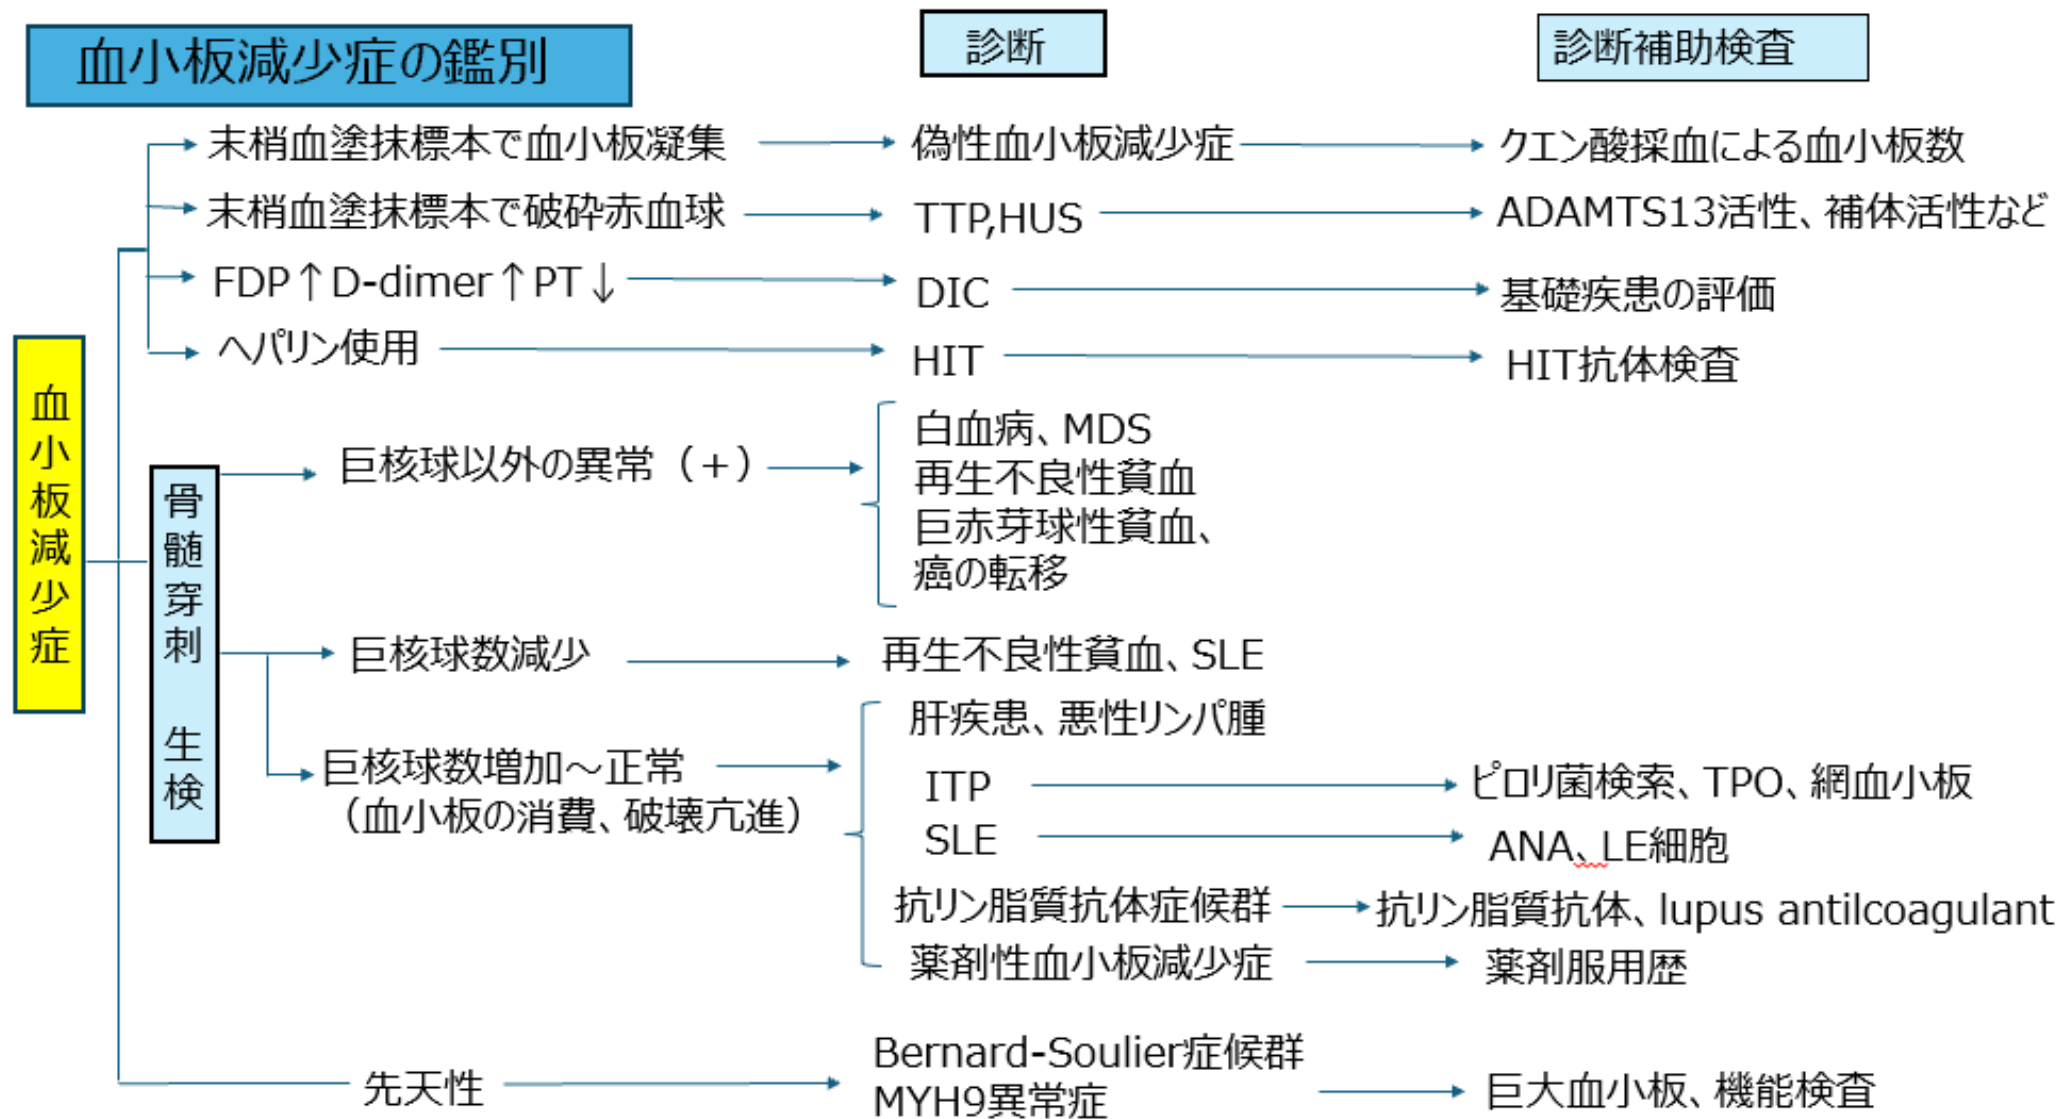 血小板減少症の鑑別
診断
診断補助検査
末梢血塗抹標本で血小板凝集
偽性血小板減少症
クエン酸採血による血小板数
末梢血塗抹標本で破砕赤血球
TTP,HUS
ADAMTS13活性、補体活性など
FDP↑D-dimer↑PT↓
DIC
基礎疾患の評価
ヘパリン使用
HIT
HIT抗体検査
血小板減少症
骨髄穿刺 生検
巨核球以外の異常（+）
白血病、MDS
再生不良性貧血
巨赤芽球性貧血、
癌の転移
巨核球数減少
再生不良性貧血、SLE
巨核球数増加～正常
（血小板の消費、破壊亢進）
肝疾患、悪性リンパ腫
ITP
ピロリ菌検索、TPO、網血小板
SLE
ANA、LE細胞
抗リン脂質抗体症候群
抗リン脂質抗体、lupus antilcoagulant
薬剤性血小板減少症
薬剤服用歴
先天性
Bernard-Soulier症候群
MYH9異常症
巨大血小板、機能検査